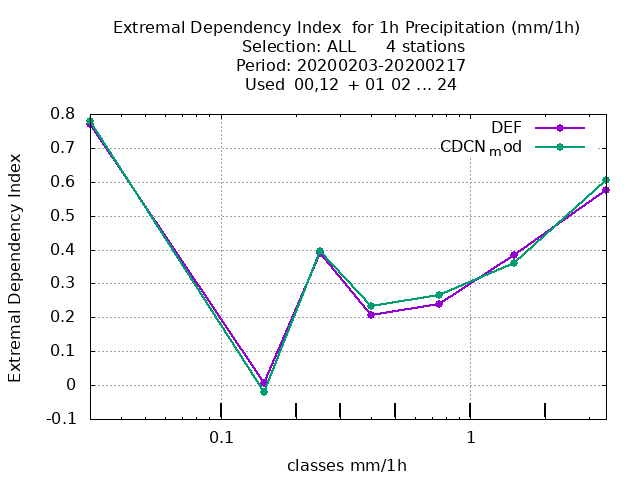 Extremal Dependency Index for 1h Precipitation (mm/1h)
Selection: ALL 4 stations
Period: 20200203-20200217
Used 00,12 + 01 02 ... 24
DEF
CDCNmod
0.8
0.7
0.6
0.5
0.4
0.3
0.2
0.1
0
-0.1
Extremal Dependency Index
0.1 1
classes mm/1h